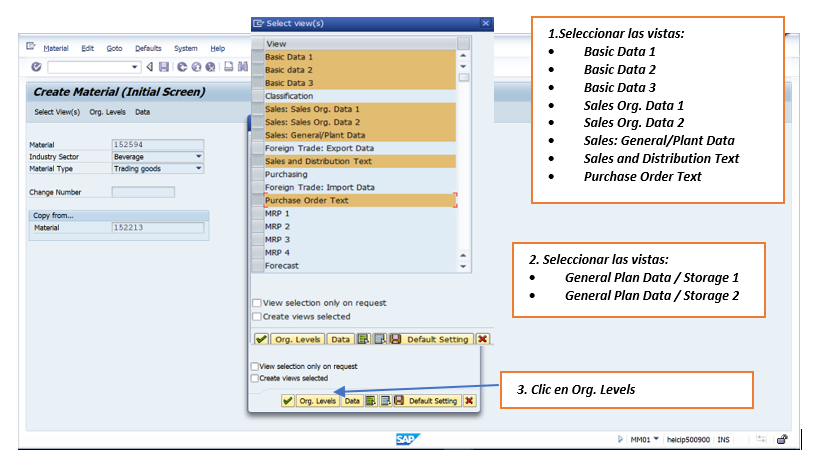 Select view(s)
Material Edit Goto Defaults System Help
Create Material (Initial Screen)
Select View(s) Org. Levels Data
Material 152594
Industry Sector Beverage
Material Type Trading goods
Change Number
Copy from...
Material 152213
View
Basic Data 1
Basic data 2
Basic Data 3
Classification
Sales: Sales Org. Data 1
Sales: Sales Org. Data 2
Sales: General/Plant Data
Foreign Trade: Export Data
Sales and Distribution Text
Purchasing
Foreign Trade: Import Data
Purchase Order Text
MRP 1
MRP 2
MRP 3
MRP 4
Forecast
View selection only on request
Create views selected
Org. Levels Data Default Setting
View selection only on request
Create views selected
Org. Levels Data Default Setting
1.Seleccionar las vistas:
• Basic Data 1
• Basic Data 2
• Basic Data 3
• Sales Org. Data 1
• Sales Org. Data 2
• Sales: General/Plant Data
• Sales and Distribution Text
• Purchase Order Text
2. Seleccionar las vistas:
• General Plan Data / Storage 1
• General Plan Data / Storage 2
3. Clic en Org. Levels
SAP
MM01 heicip500900 INS